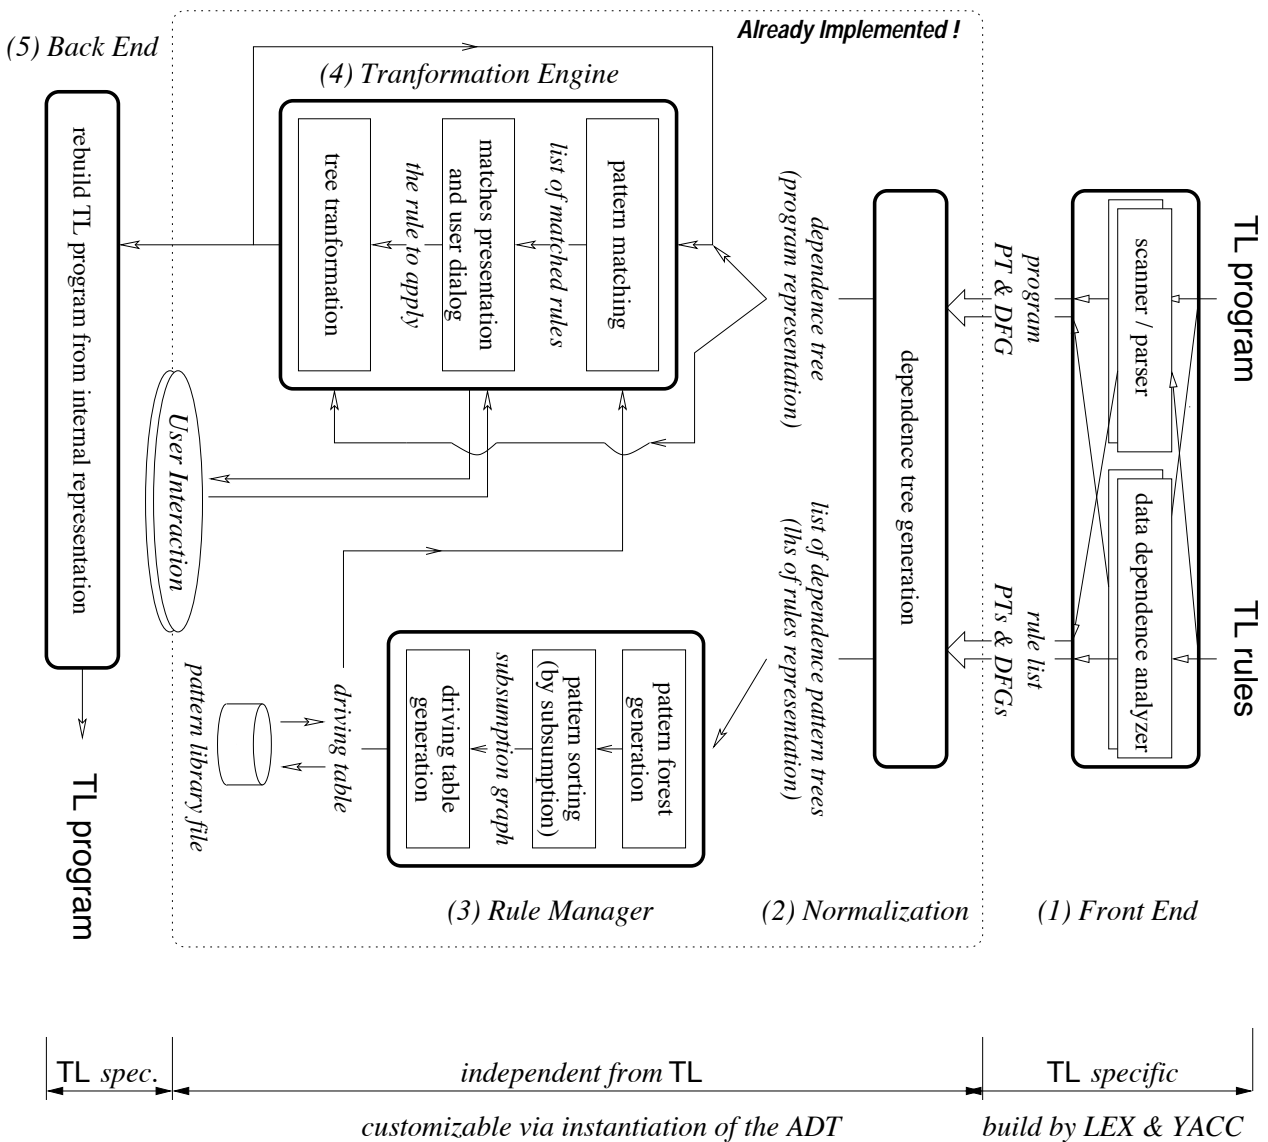 Already Implemented !
(5) Back End
(4) Tranformation Engine
rebuild TL program from internal representation
tree tranformation
the rule to apply
matches presentation
and user dialog
list of matched rules
pattern matching
dependence tree
(program representation)
dependence tree generation
program
PT & DFG
scanner / parser
TL program
User Interaction
list of dependence pattern trees
(lhs of rules representation)
rule list
PTs & DFGs
data dependence analyzer
TL rules
pattern library file
driving table
driving table
generation
subsumption graph
pattern sorting
(by subsumption)
pattern forest
generation
TL program
(3) Rule Manager
(2) Normalization
(1) Front End
TL spec.
independent from TL
TL specific
customizable via instantiation of the ADT
build by LEX & YACC